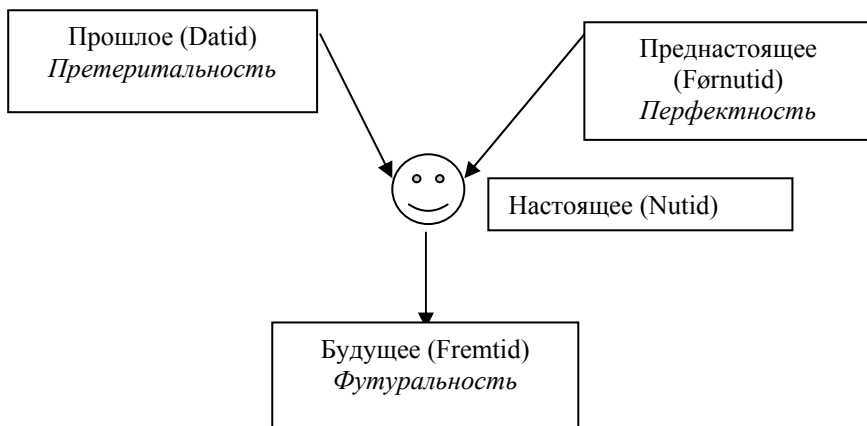 Прошлое (Datid)
Претеритальность
Преднастоящее
(Førnutid)
Перфектность
Настоящее (Nutid)
Будущее (Fremtid)
Футуральность